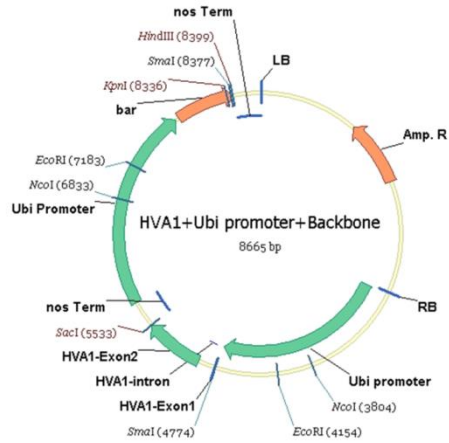 nos Term
HindIII (8399)
SmaI (8377)
KpnI (8336)
bar
LB
Amp. R
EcoRI (7183)
NcoI (6833)
Ubi Promoter
HVA1+Ubi promoter+Backbone
8665 bp
nos Term
SacI (5533)
HVA1-Exon2
HVA1-intron
HVA1-Exon1
SmaI (4774)
RB
Ubi promoter
NcoI (3804)
EcoRI (4154)